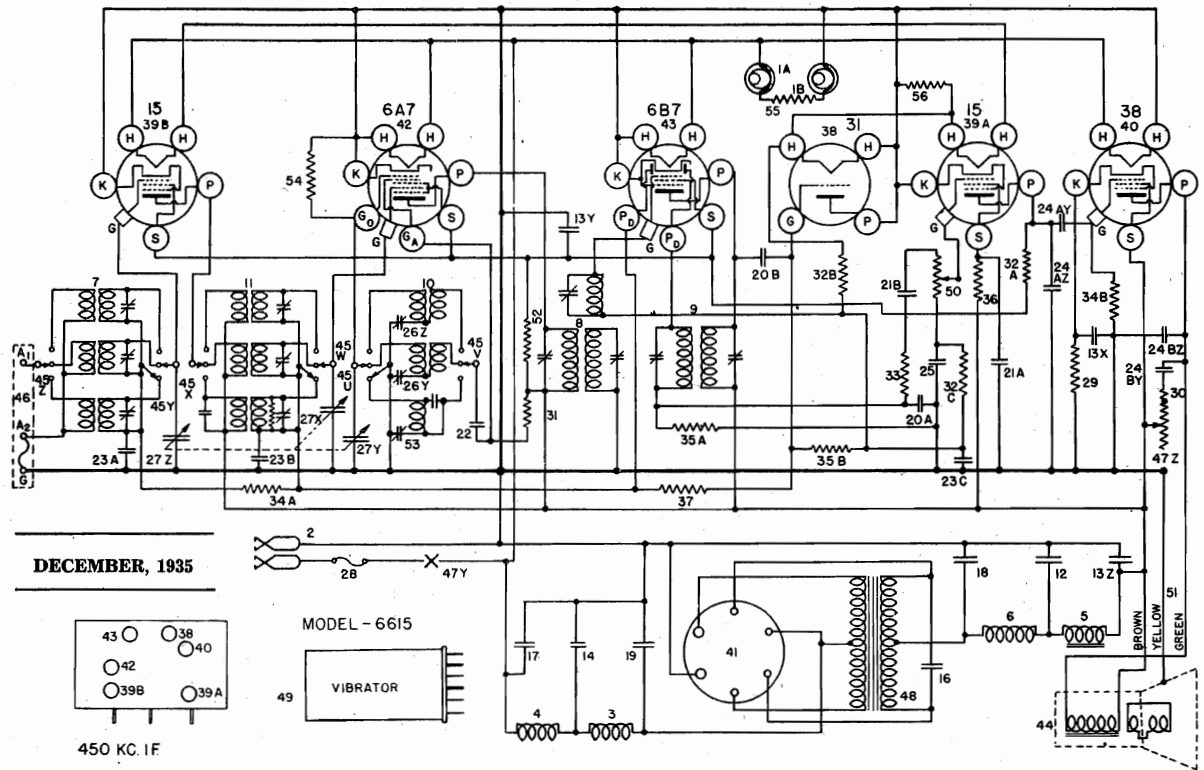 15
39B
6A7
42
6B7
43
38
31
15
39A
38
40
1A
1B
55
56
H
H
K
P
G
S
H
H
K
P
GO
G
GA
S
54
H
H
K
P
PD
G
PD
S
13Y
H
H
G
P
20B
32B
H
H
K
P
G
S
24 AY
H
H
K
P
G
S
7
11
10
26Z
26Y
53
45
V
22
52
31
8
9
21B
50
36
32
A
24
AZ
34B
13X
24 BZ
24
BY
29
30
47Z
33
25
32
C
21A
20A
35A
35B
23C
A1
46
A2
G
45
Z
45Y
45
X
45
W
45
U
27X
27Y
23A
27Z
23B
34A
37
DECEMBER, 1935
2
2B
47Y
MODEL-6615
49
VIBRATOR
43
38
40
42
39B
39A
450 KC. IF
17
14
19
4
3
41
48
16
18
12
13Z
6
5
51
BROWN
YELLOW
GREEN
44